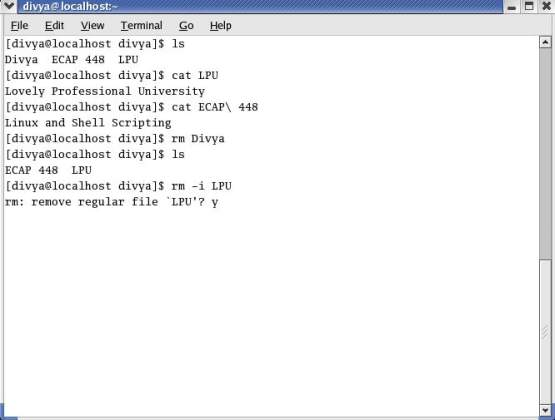 divya@localhost:~
File Edit View Terminal Go Help
[divya@localhost divya]$ ls
Divya  ECAP 448  LPU
[divya@localhost divya]$ cat LPU
Lovely Professional University
[divya@localhost divya]$ cat ECAP\ 448
Linux and Shell Scripting
[divya@localhost divya]$ rm Divya
[divya@localhost divya]$ ls
ECAP 448  LPU
[divya@localhost divya]$ rm -i LPU
rm: remove regular file `LPU'? y